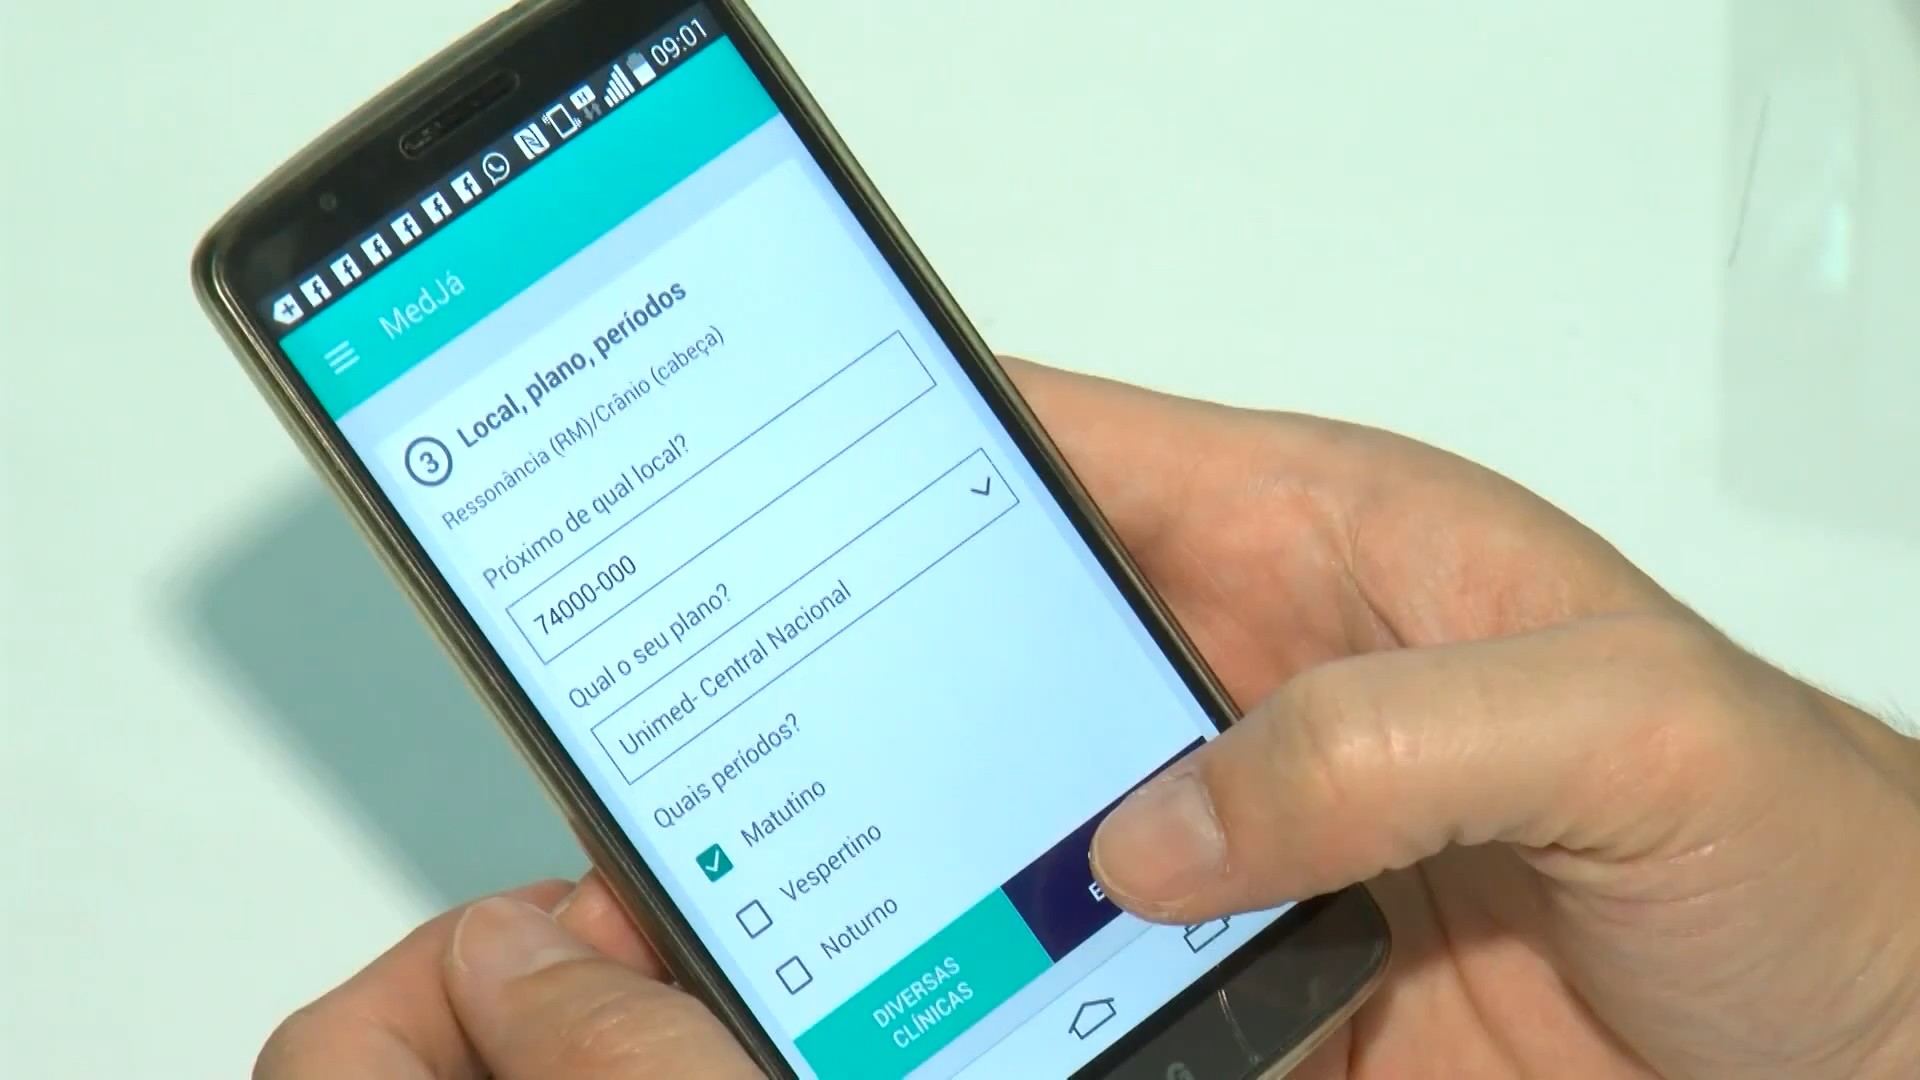 09:01
MedJá
3 Local, plano, períodos
Ressonância (RM)/Crânio (cabeça)
Próximo de qual local?
74000-000
Qual o seu plano?
Unimed- Central Nacional
Quais períodos?
Matutino
Vespertino
Noturno
DIVERSAS
CLÍNICAS